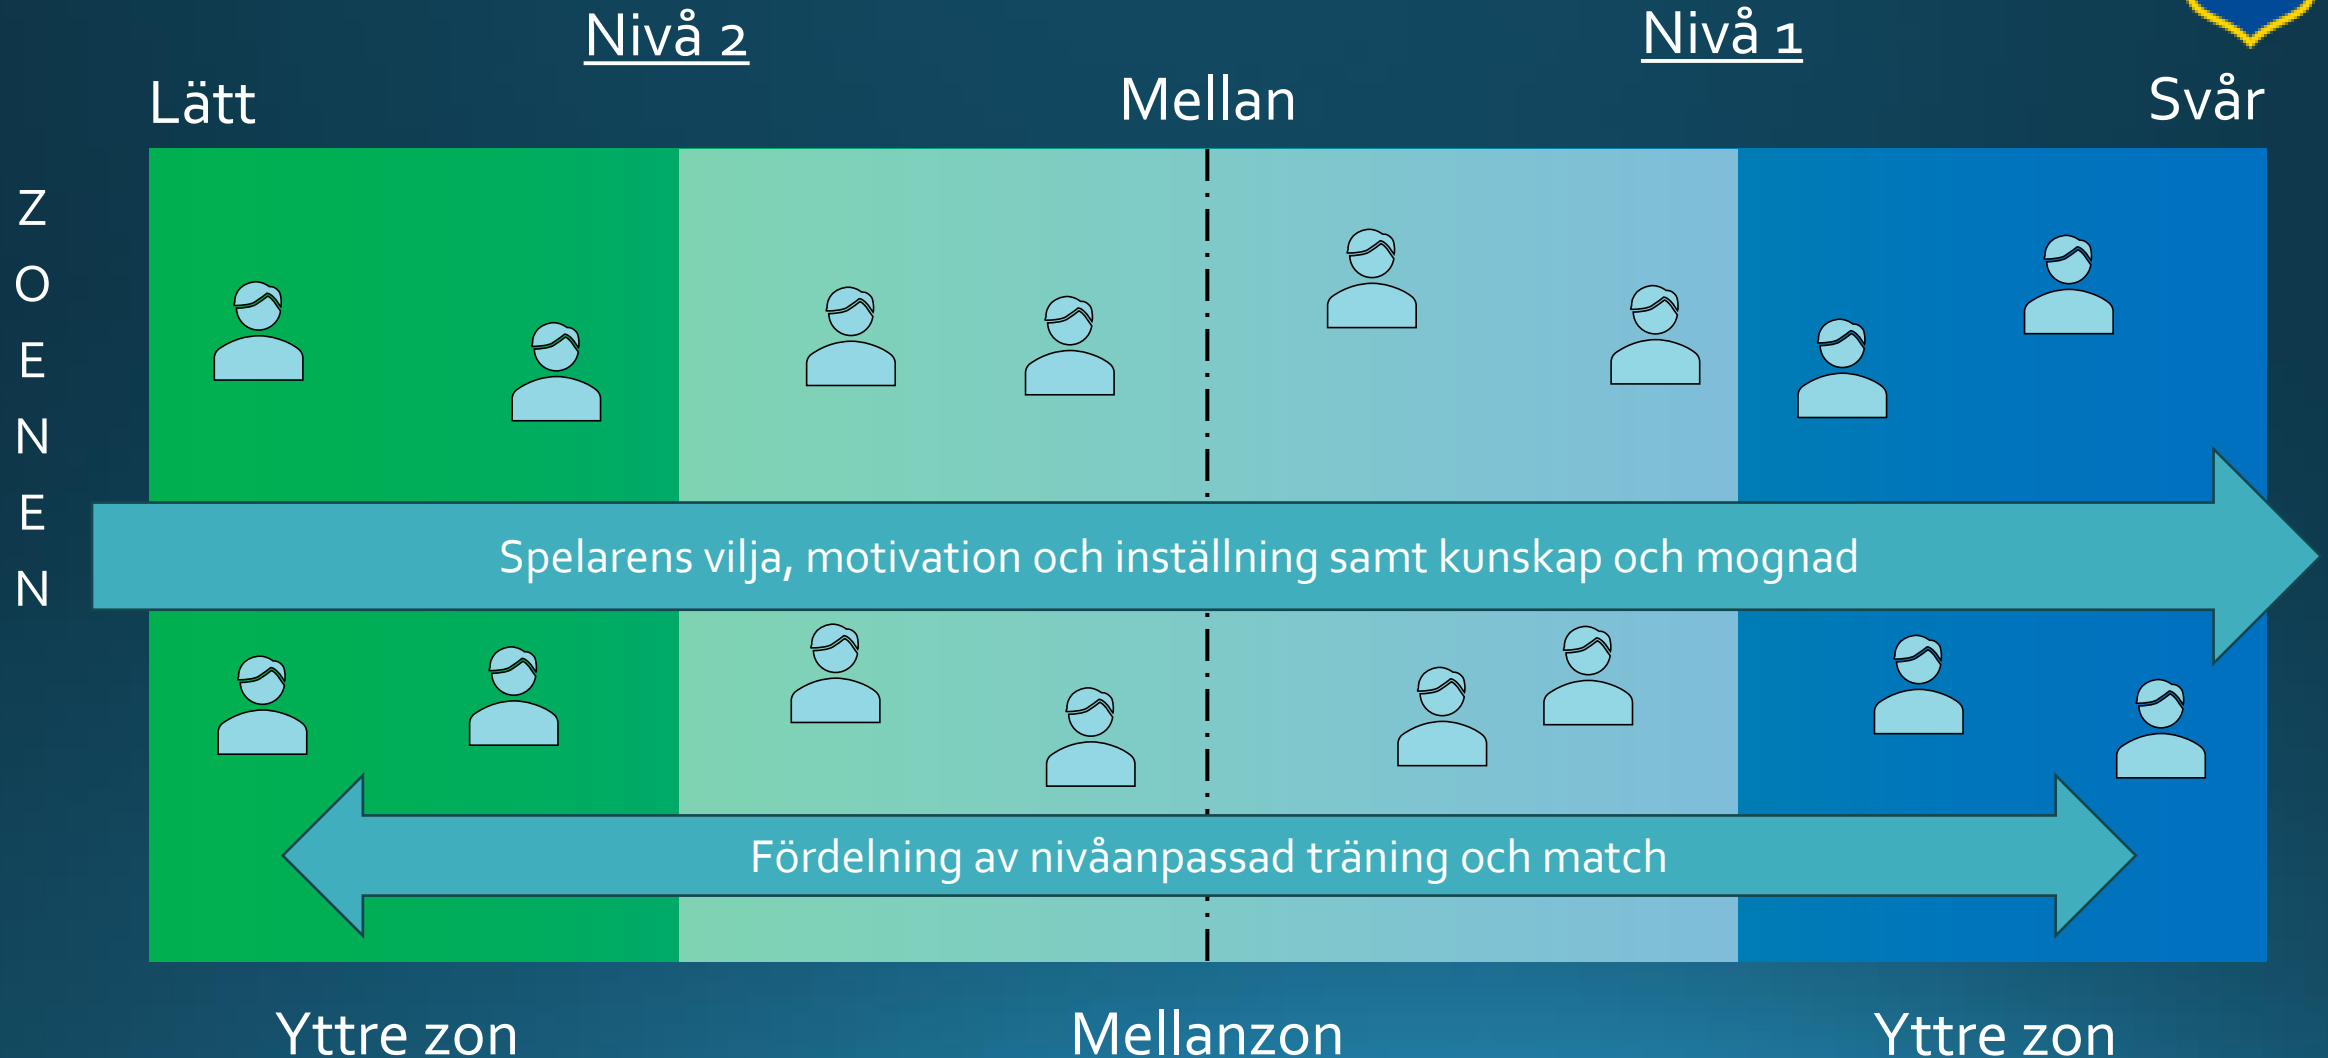 Nivå 2
Nivå 1
Lätt
Mellan
Svår
Z
O
E
N
E
N
Spelarens vilja, motivation och inställning samt kunskap och mognad
Fördelning av nivåanpassad träning och match
Yttre zon
Mellanzon
Yttre zon